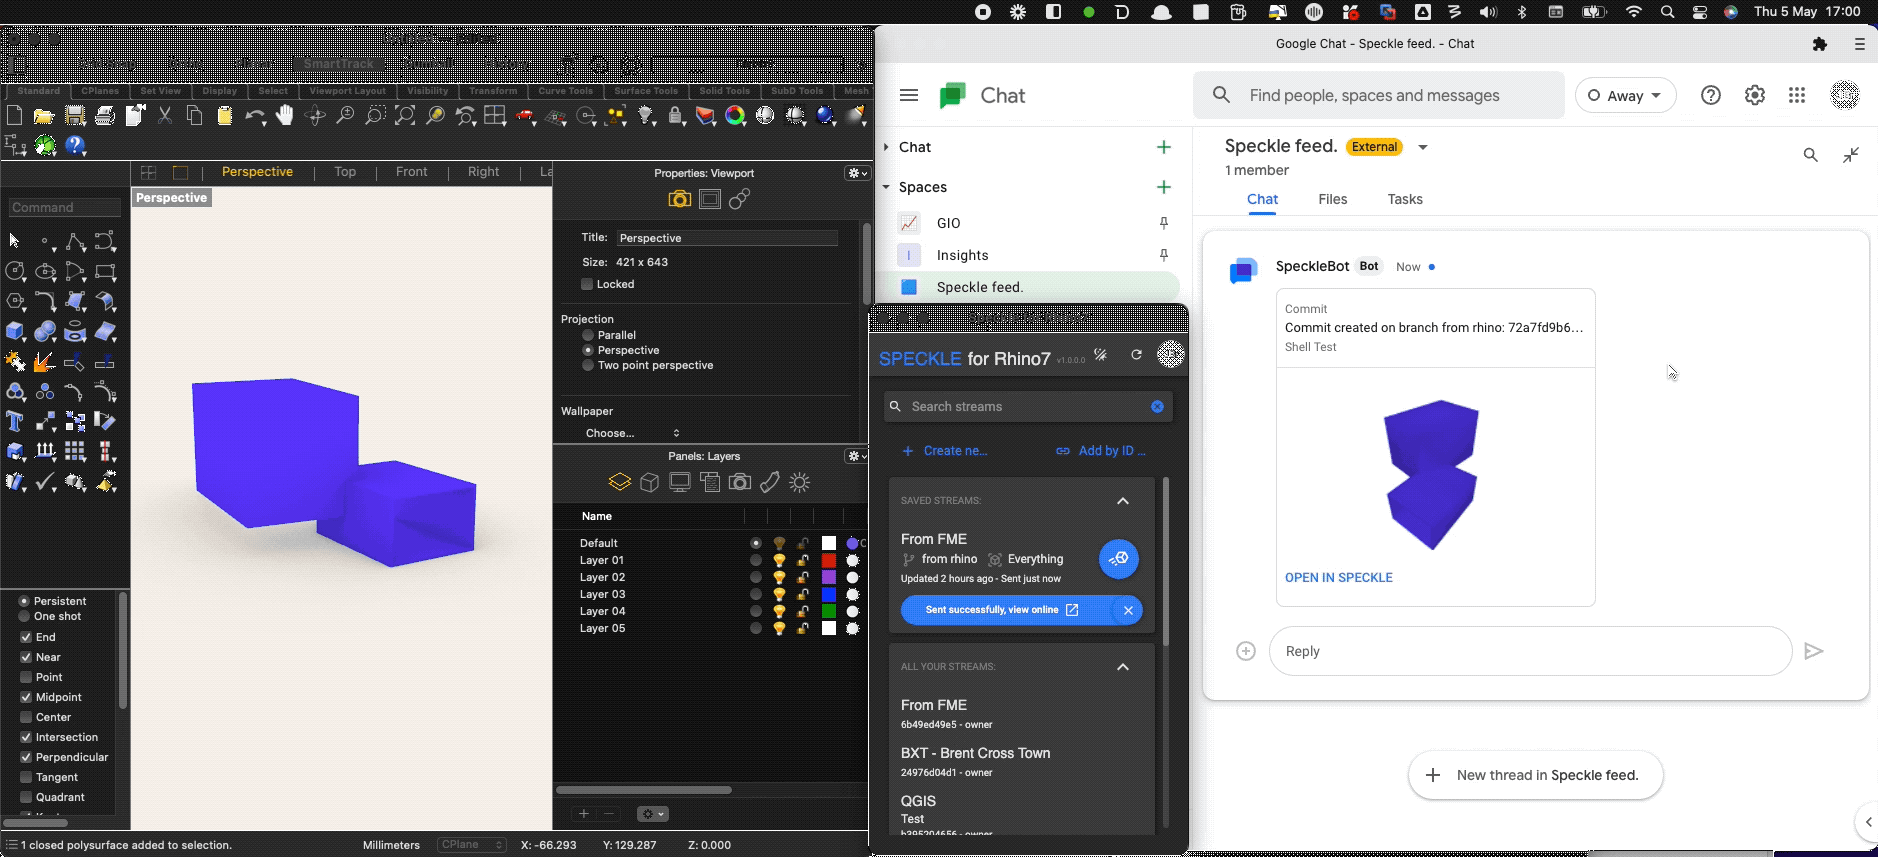 Thu 5 May 17:00
SmartTrack
Standard CPlanes Set View Display Select Viewport Layout Visibility Transform Curve Tools Surface Tools Solid Tools SubD Tools Mesh
Perspective Top Front Right La
Command
Perspective
Persistent
One shot
End
Near
Point
Midpoint
Center
Intersection
Perpendicular
Tangent
Quadrant
1 closed polysurface added to selection.
Millimeters CPlane X: -66.293 Y: 129.287 Z: 0.000
Properties: Viewport
Title: Perspective
Size: 421 x 643
Locked
Projection
Parallel
Perspective
Two point perspective
Wallpaper
Choose...
Panels: Layers
Name
Default
Layer 01
Layer 02
Layer 03
Layer 04
Layer 05
SPECKLE for Rhino7 v1.0.0.0
Search streams
Create ne...
Add by ID ...
SAVED STREAMS:
From FME
from rhino Everything
Updated 2 hours ago - Sent just now
Sent successfully, view online
ALL YOUR STREAMS:
From FME
6b49ed49e5 - owner
BXT - Brent Cross Town
24976d04d1 - owner
QGIS
Test
b395204656 - owner
Google Chat - Speckle feed. - Chat
Chat
Find people, spaces and messages
Away
Chat
Spaces
GIO
I Insights
Speckle feed.
Speckle feed. External
1 member
Chat Files Tasks
SpeckleBot Bot Now
Commit
Commit created on branch from rhino: 72a7fd9b6...
Shell Test
OPEN IN SPECKLE
Reply
New thread in Speckle feed.